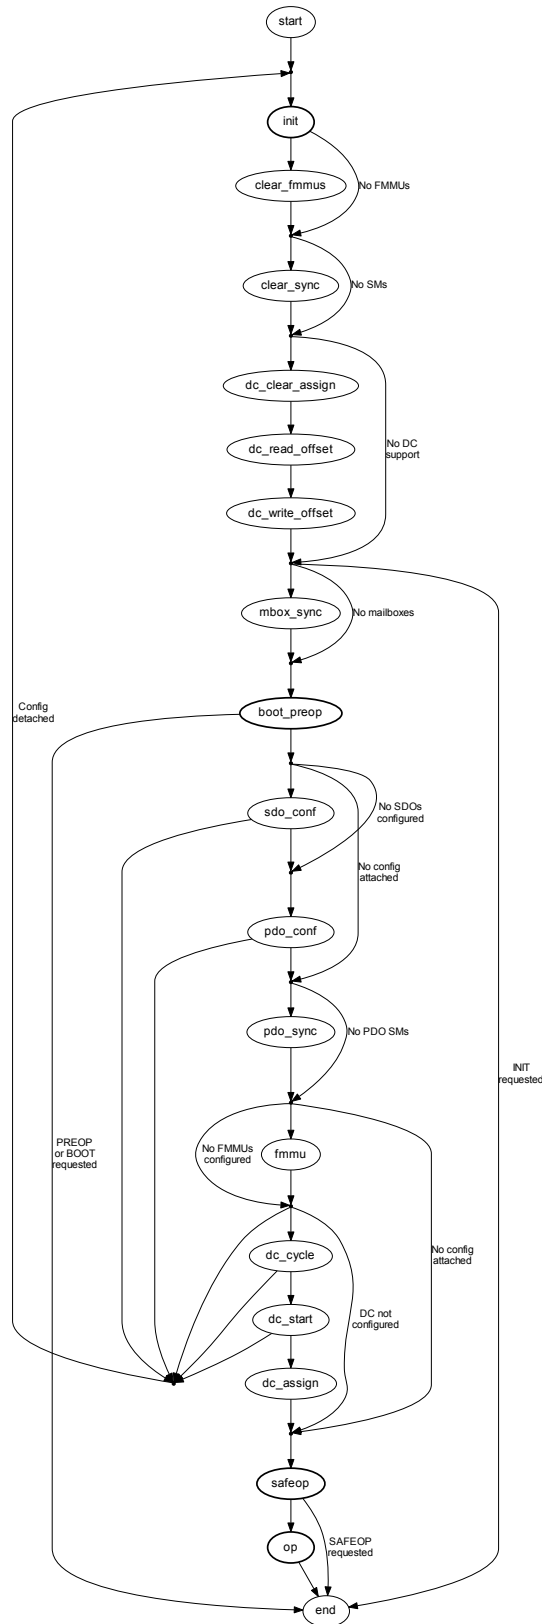 start
init
clear_fmmus
No FMMUs
clear_sync
No SMs
dc_clear_assign
dc_read_offset
No DC
support
dc_write_offset
mbox_sync
No mailboxes
Config
detached
boot_preop
sdo_conf
No SDOs
configured
No config
attached
pdo_conf
pdo_sync
No PDO SMs
INIT
requested
PREOP
or BOOT
requested
No FMMUs
configured
fmmu
No config
attached
dc_cycle
dc_start
DC not
configured
dc_assign
safeop
op
SAFEOP
requested
end